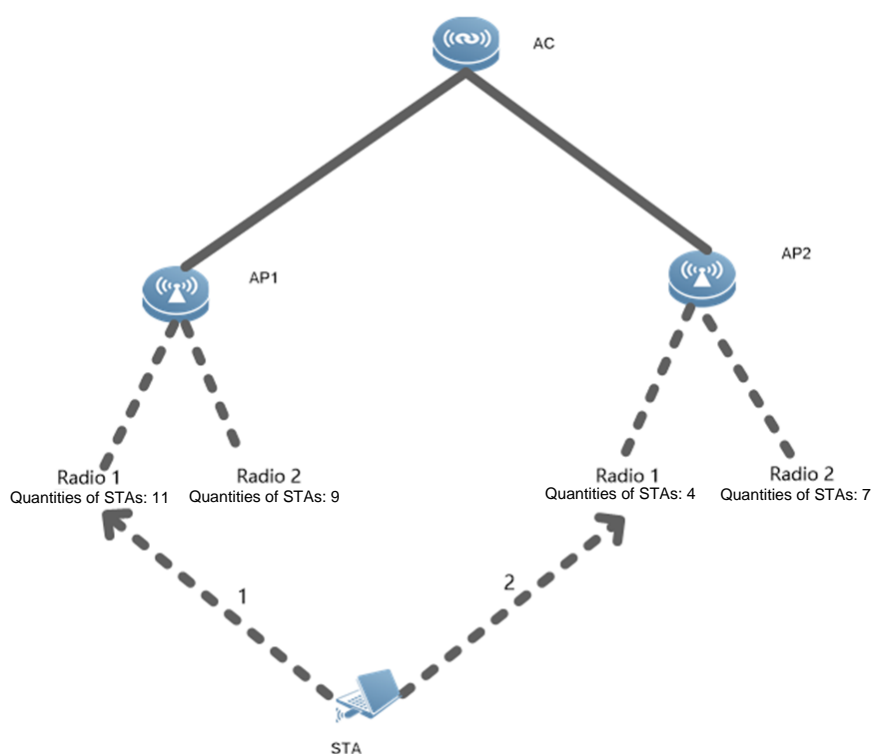 AC
AP1
AP2
Radio 1
Quantities of STAs: 11
Radio 2
Quantities of STAs: 9
Radio 1
Quantities of STAs: 4
Radio 2
Quantities of STAs: 7
1
2
STA